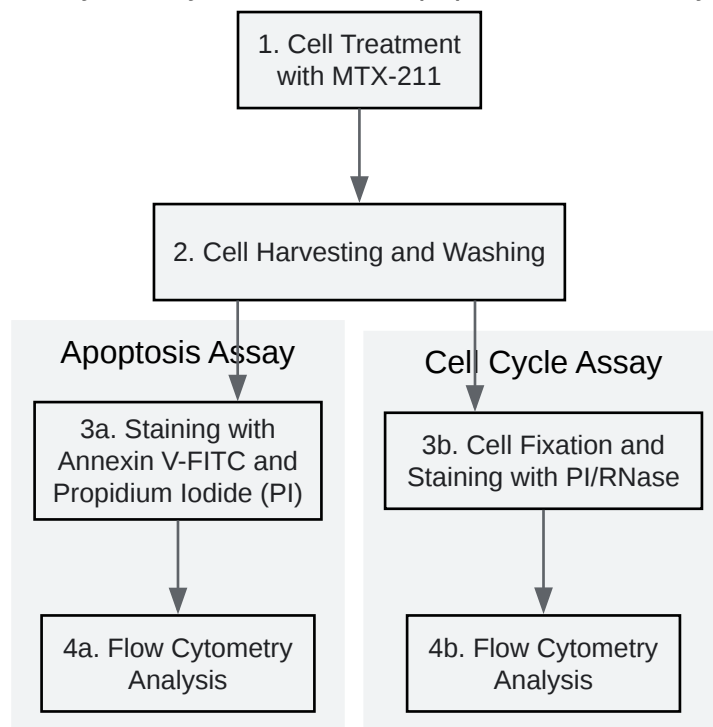 1. Cell Treatment
with MTX-211
2. Cell Harvesting and Washing
Apoptosis Assay
Cell Cycle Assay
3a. Staining with
Annexin V-FITC and
Propidium Iodide (PI)
3b. Cell Fixation and
Staining with PI/RNase
4a. Flow Cytometry
Analysis
4b. Flow Cytometry
Analysis